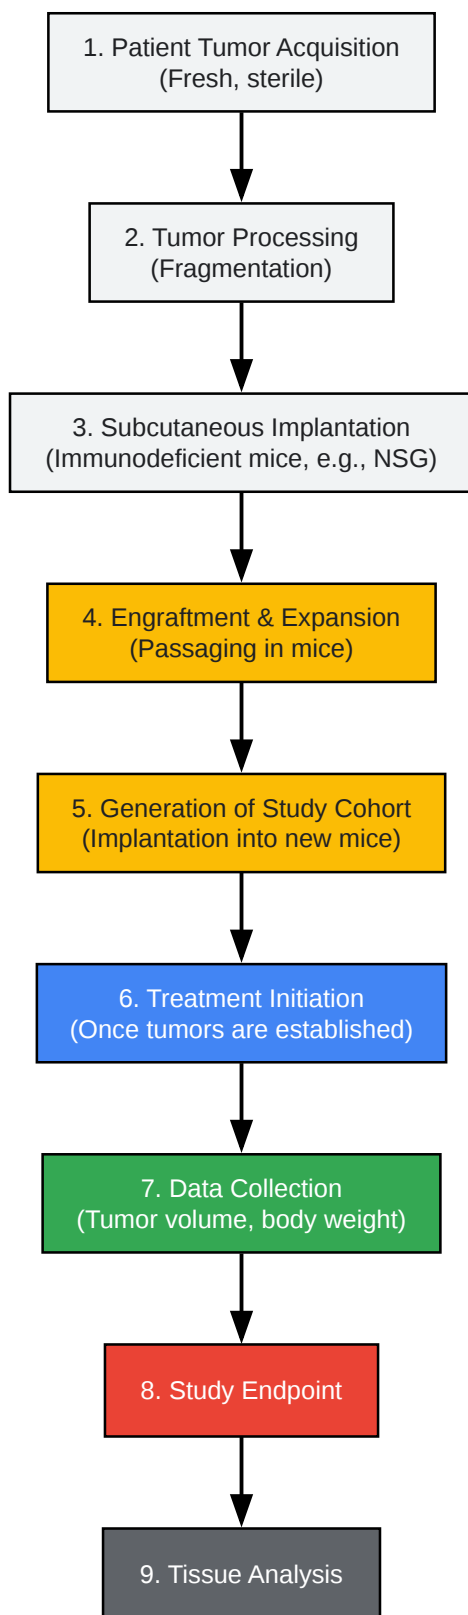 1. Patient Tumor Acquisition
(Fresh, sterile)
2. Tumor Processing
(Fragmentation)
3. Subcutaneous Implantation
(Immunodeficient mice, e.g., NSG)
4. Engraftment & Expansion
(Passaging in mice)
5. Generation of Study Cohort
(Implantation into new mice)
6. Treatment Initiation
(Once tumors are established)
7. Data Collection
(Tumor volume, body weight)
8. Study Endpoint
9. Tissue Analysis